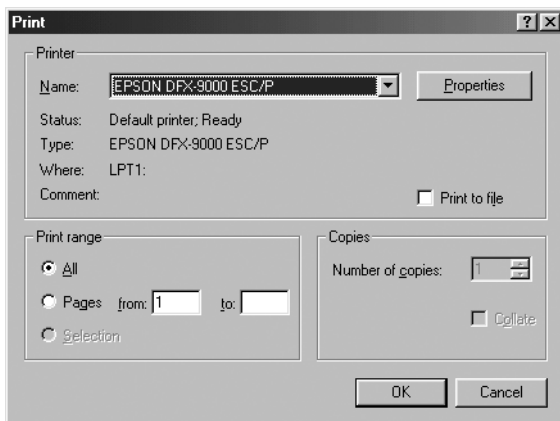 Print
Printer
Name: EPSON DFX-9000 ESC/P Properties
Status: Default printer; Ready
Type: EPSON DFX-9000 ESC/P
Where: LPT1:
Comment: Print to file
Print range
All
Pages from: 1 to:
Selection
Copies
Number of copies: 1
Collate
OK Cancel